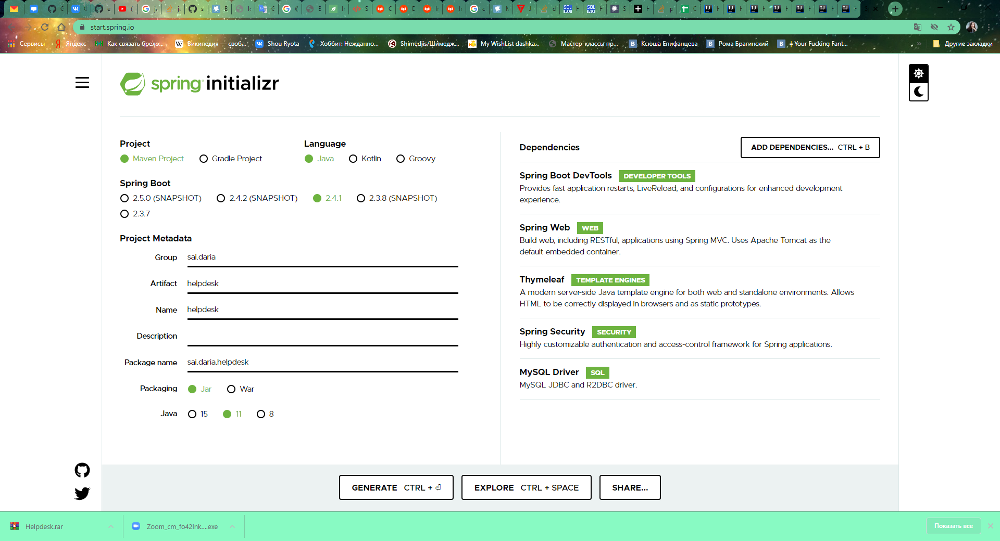 start.spring.io
Сервисы
Яндекс
Как связать брело...
Википедия — своб...
Shou Ryota
Хоббит: Нежданно...
Shimedjis/Шимедж...
My WishList dashka...
Мастер-классы пр...
Ксюша Епифанцева
Рома Брагинский
╁ Your Fucking Fant...
Другие закладки
spring initializr
Project
Maven Project
Gradle Project
Language
Java
Kotlin
Groovy
Spring Boot
2.5.0 (SNAPSHOT)
2.4.2 (SNAPSHOT)
2.4.1
2.3.8 (SNAPSHOT)
2.3.7
Project Metadata
Group sai.daria
Artifact helpdesk
Name helpdesk
Description
Package name sai.daria.helpdesk
Packaging Jar War
Java 15 11 8
Dependencies
ADD DEPENDENCIES... CTRL + B
Spring Boot DevTools DEVELOPER TOOLS
Provides fast application restarts, LiveReload, and configurations for enhanced development
experience.
Spring Web WEB
Build web, including RESTful, applications using Spring MVC. Uses Apache Tomcat as the
default embedded container.
Thymeleaf TEMPLATE ENGINES
A modern server-side Java template engine for both web and standalone environments. Allows
HTML to be correctly displayed in browsers and as static prototypes.
Spring Security SECURITY
Highly customizable authentication and access-control framework for Spring applications.
MySQL Driver SQL
MySQL JDBC and R2DBC driver.
GENERATE CTRL + ⏎
EXPLORE CTRL + SPACE
SHARE...
Helpdesk.rar
Zoom_cm_fo42lnk....exe
Показать все